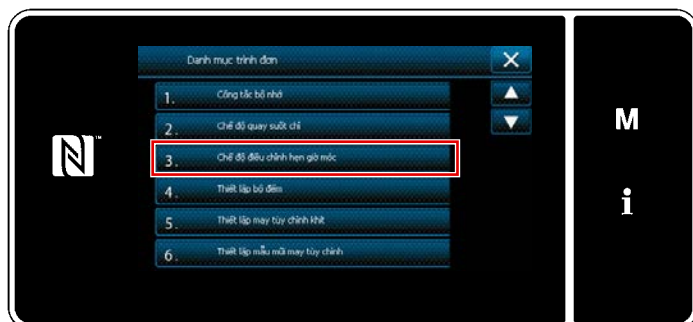 Danh mục trình đơn
1. Công tắc bộ nhớ
2. Chế độ quay suốt chỉ
3. Chế độ điều chỉnh hẹn giờ móc
4. Thiết lập bộ đếm
5. Thiết lập may tùy chỉnh khít
6. Thiết lập mẫu mũi may tùy chỉnh
N
M
i